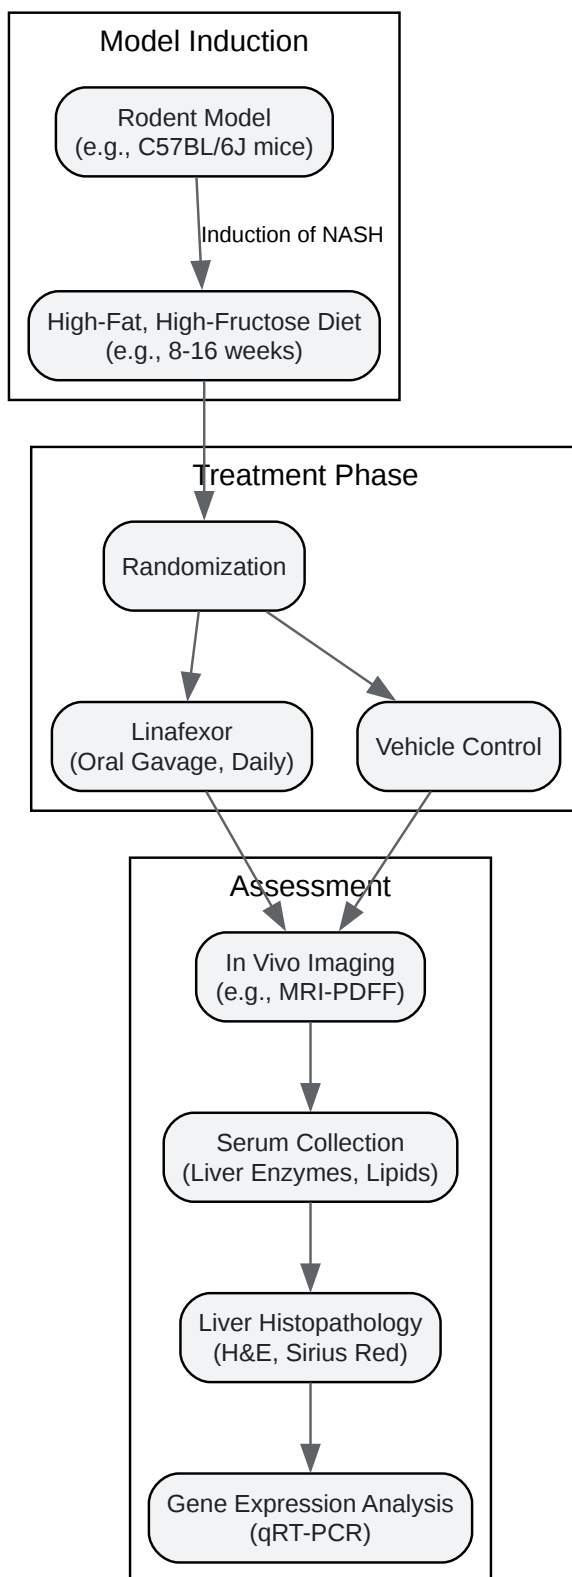 Model Induction
Rodent Model
(e.g., C57BL/6J mice)
Induction of NASH
High-Fat, High-Fructose Diet
(e.g., 8-16 weeks)
Treatment Phase
Randomization
Linafexor
(Oral Gavage, Daily)
Vehicle Control
Assessment
In Vivo Imaging
(e.g., MRI-PDFF)
Serum Collection
(Liver Enzymes, Lipids)
Liver Histopathology
(H&E, Sirius Red)
Gene Expression Analysis
(qRT-PCR)